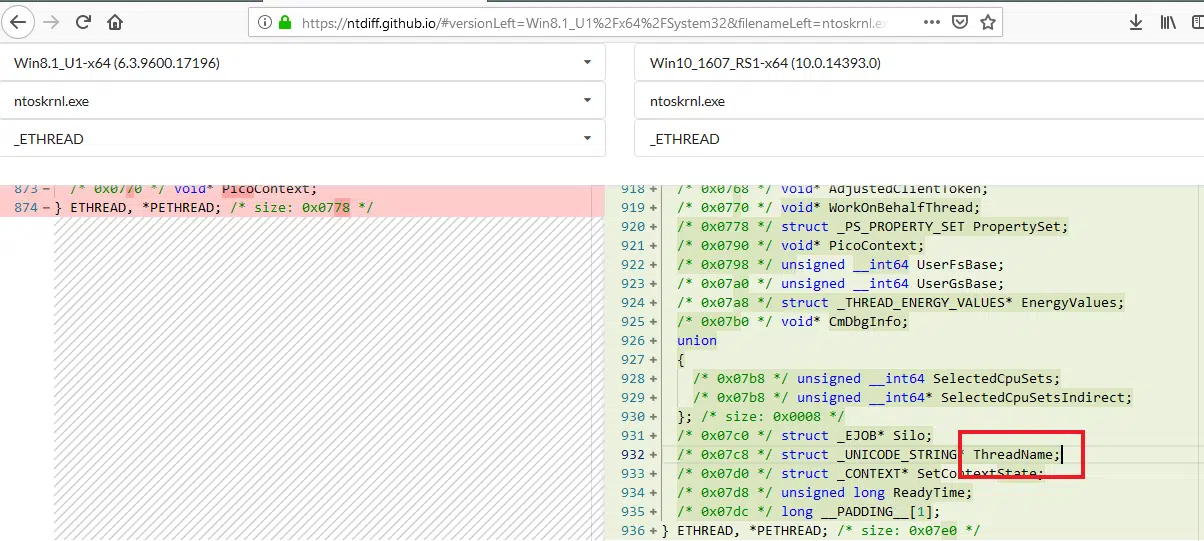 https://ntdiff.github.io/#versionLeft=Win8.1_U1%2Fx64%2FSystem32&filenameLeft=ntoskrnl.exe
Win8.1_U1-x64 (6.3.9600.17196)
Win10_1607_RS1-x64 (10.0.14393.0)
ntoskrnl.exe
ntoskrnl.exe
_ETHREAD
_ETHREAD
873 - /* 0x0770 */ void* PicoContext;
874 - } ETHREAD, *PETHREAD; /* size: 0x0778 */
918 + /* 0x0768 */ void* AdjustedClientToken;
919 + /* 0x0770 */ void* WorkOnBehalfThread;
920 + /* 0x0778 */ struct _PS_PROPERTY_SET PropertySet;
921 + /* 0x0790 */ void* PicoContext;
922 + /* 0x0798 */ unsigned __int64 UserFsBase;
923 + /* 0x07a0 */ unsigned __int64 UserGsBase;
924 + /* 0x07a8 */ struct _THREAD_ENERGY_VALUES* EnergyValues;
925 + /* 0x07b0 */ void* CmDbgInfo;
926 + union
927 + {
928 + /* 0x07b8 */ unsigned __int64 SelectedCpuSets;
929 + /* 0x07b8 */ unsigned __int64* SelectedCpuSetsIndirect;
930 + }; /* size: 0x0008 */
931 + /* 0x07c0 */ struct _EJOB* Silo;
932 + /* 0x07c8 */ struct _UNICODE_STRING* ThreadName;
933 + /* 0x07d0 */ struct _CONTEXT* SetContextState;
934 + /* 0x07d8 */ unsigned long ReadyTime;
935 + /* 0x07dc */ long __PADDING__[1];
936 + } ETHREAD, *PETHREAD; /* size: 0x07e0 */